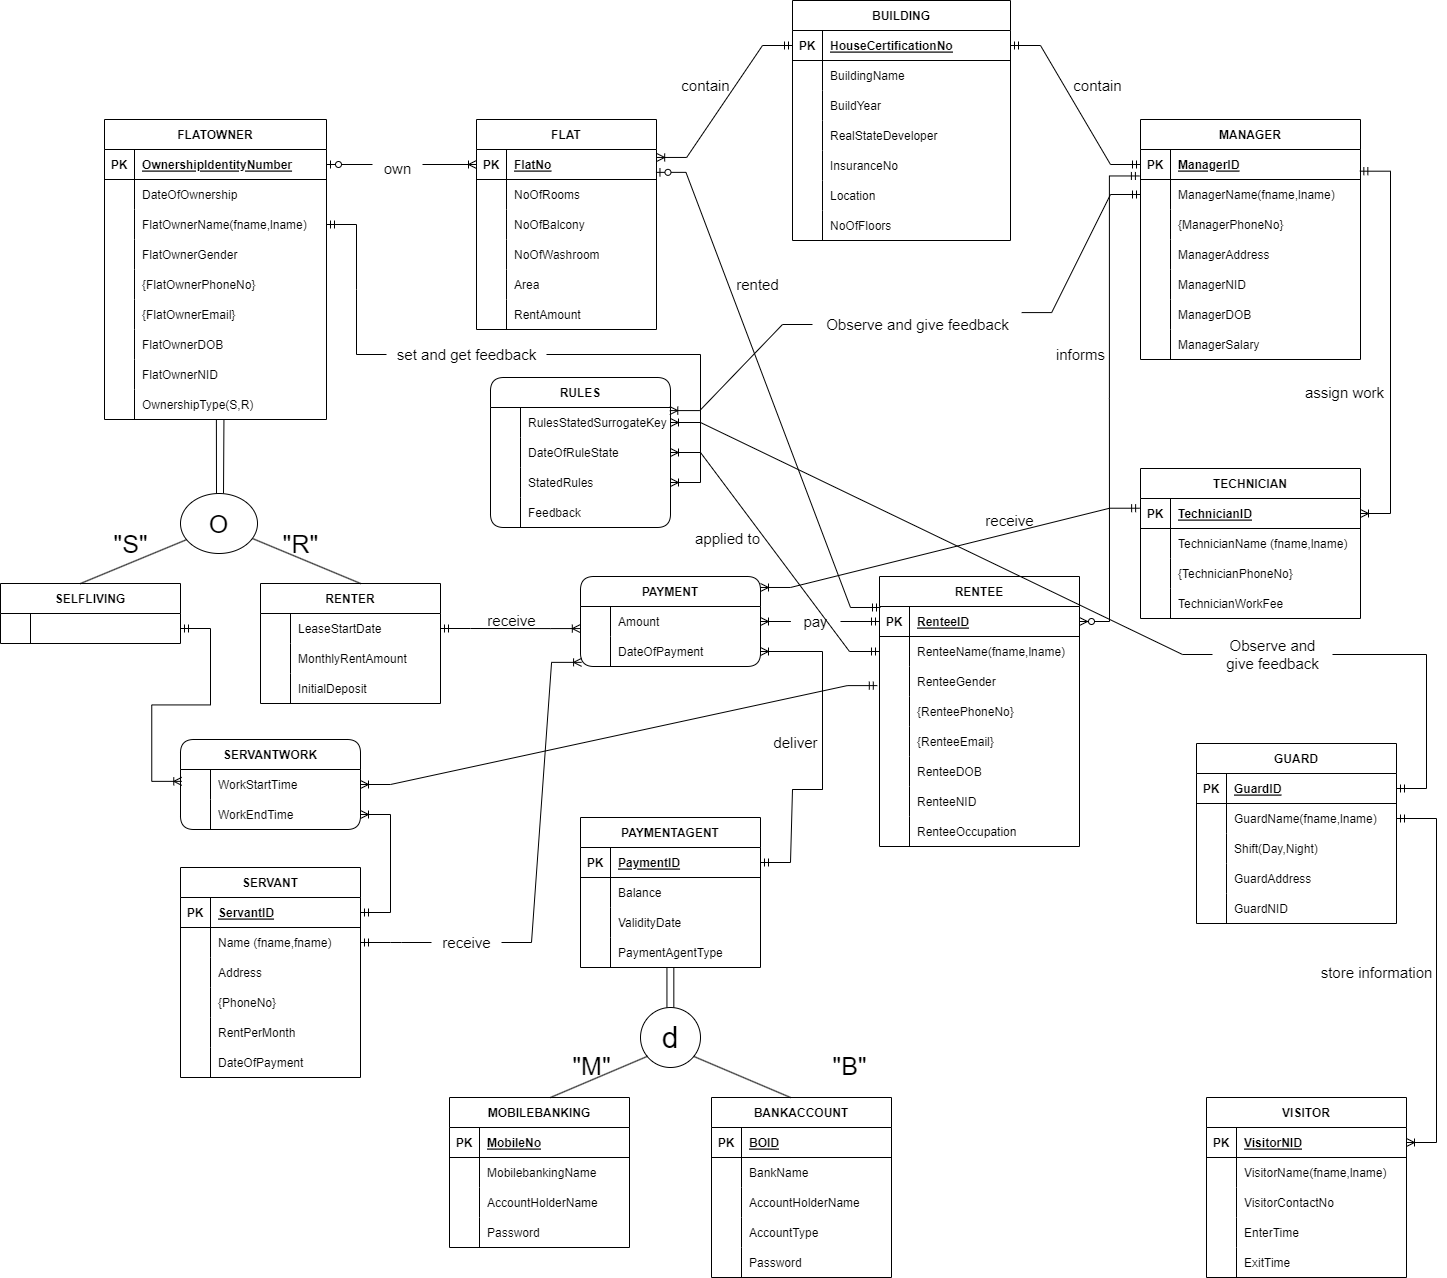 BUILDING
PK HouseCertificationNo
BuildingName
BuildYear
RealStateDeveloper
InsuranceNo
Location
NoOfFloors
contain
contain
FLATOWNER
PK OwnershipIdentityNumber
DateOfOwnership
FlatOwnerName(fname,lname)
FlatOwnerGender
{FlatOwnerPhoneNo}
{FlatOwnerEmail}
FlatOwnerDOB
FlatOwnerNID
OwnershipType(S,R)
own
FLAT
PK FlatNo
NoOfRooms
NoOfBalcony
NoOfWashroom
Area
RentAmount
MANAGER
PK ManagerID
ManagerName(fname,lname)
{ManagerPhoneNo}
ManagerAddress
ManagerNID
ManagerDOB
ManagerSalary
rented
Observe and give feedback
set and get feedback
informs
assign work
RULES
RulesStatedSurrogateKey
DateOfRuleState
StatedRules
Feedback
TECHNICIAN
PK TechnicianID
TechnicianName (fname,lname)
{TechnicianPhoneNo}
TechnicianWorkFee
O
"S"
"R"
receive
applied to
SELFLIVING
RENTER
LeaseStartDate
MonthlyRentAmount
InitialDeposit
receive
PAYMENT
Amount
DateOfPayment
pay
RENTEE
PK RenteeID
RenteeName(fname,lname)
RenteeGender
{RenteePhoneNo}
{RenteeEmail}
RenteeDOB
RenteeNID
RenteeOccupation
Observe and
give feedback
deliver
SERVANTWORK
WorkStartTime
WorkEndTime
GUARD
PK GuardID
GuardName(fname,lname)
Shift(Day,Night)
GuardAddress
GuardNID
PAYMENTAGENT
PK PaymentID
Balance
ValidityDate
PaymentAgentType
SERVANT
PK ServantID
Name (fname,fname)
Address
{PhoneNo}
RentPerMonth
DateOfPayment
receive
store information
d
"M"
"B"
MOBILEBANKING
PK MobileNo
MobilebankingName
AccountHolderName
Password
BANKACCOUNT
PK BOID
BankName
AccountHolderName
AccountType
Password
VISITOR
PK VisitorNID
VisitorName(fname,lname)
VisitorContactNo
EnterTime
ExitTime